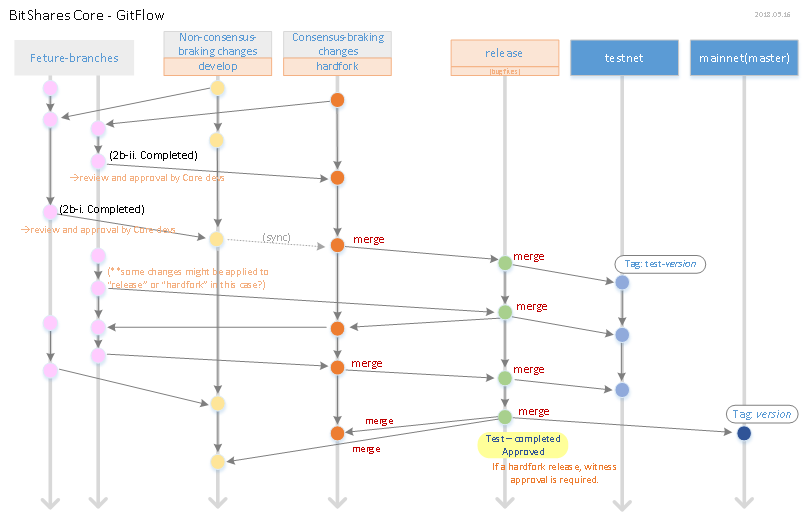 BitShares Core - GitFlow
2018.05.16
Feture-branches
Non-consensus-
braking changes
develop
Consensus-braking
changes
hardfork
release
(bugfixes)
testnet
mainnet(master)
(2b-ii. Completed)
→review and approval by Core devs
(2b-i. Completed)
→review and approval by Core devs
(sync)
merge
merge
Tag: test-version
(**some changes might be applied to
“release” or “hardfork” in this case?)
merge
merge
merge
merge
Tag: version
merge
merge
Test – completed
Approved
If a hardfork release, witness
approval is required.